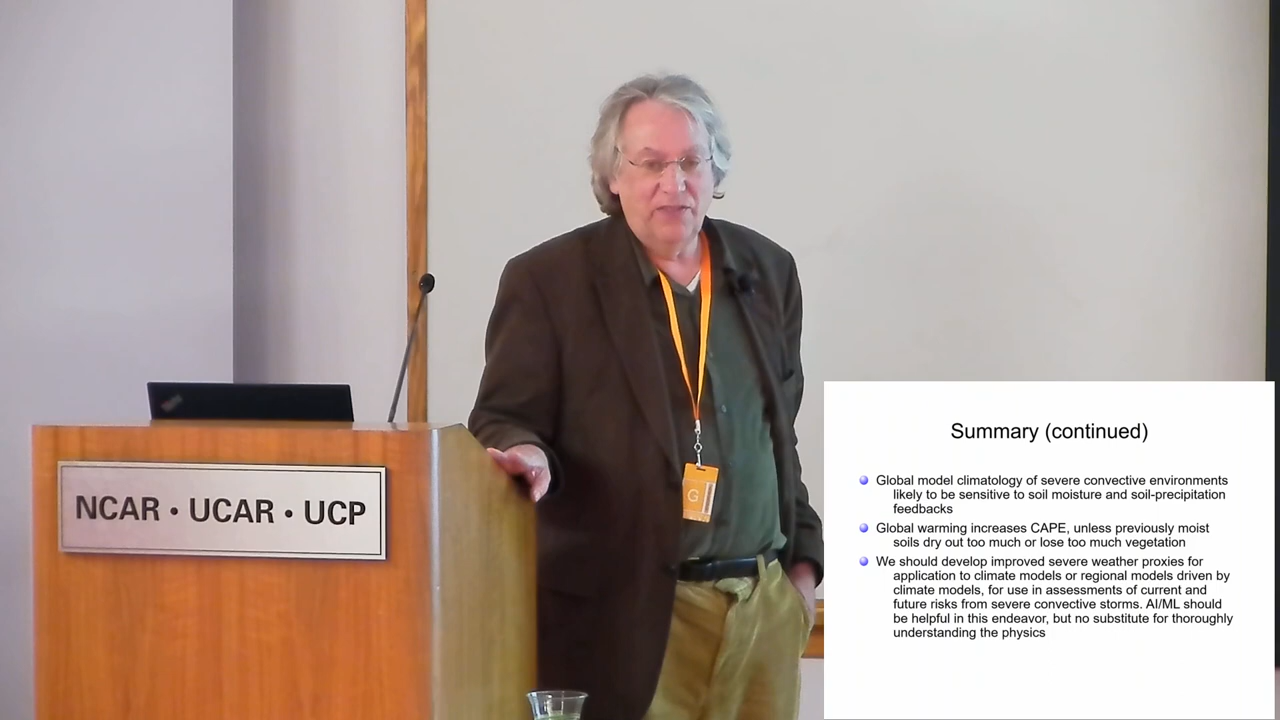 NCAR • UCAR • UCP
G
Summary (continued)
Global model climatology of severe convective environments
likely to be sensitive to soil moisture and soil-precipitation
feedbacks
Global warming increases CAPE, unless previously moist
soils dry out too much or lose too much vegetation
We should develop improved severe weather proxies for
application to climate models or regional models driven by
climate models, for use in assessments of current and
future risks from severe convective storms. AI/ML should
be helpful in this endeavor, but no substitute for thoroughly
understanding the physics